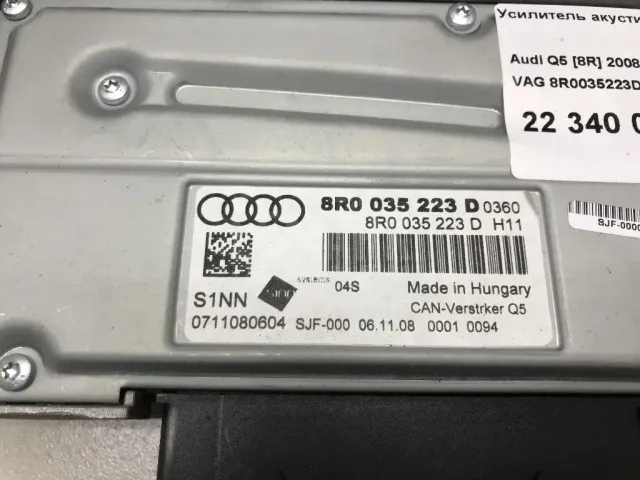 Усилитель акусти
Audi Q5 [8R] 2008
VAG 8R0035223D
22 340 0
8R0 035 223 D 0360
8R0 035 223 D H11
SJF-000
04S
Made in Hungary
S1NN
CAN-Verstrker Q5
0711080604 SJF-000 06.11.08 0001 0094